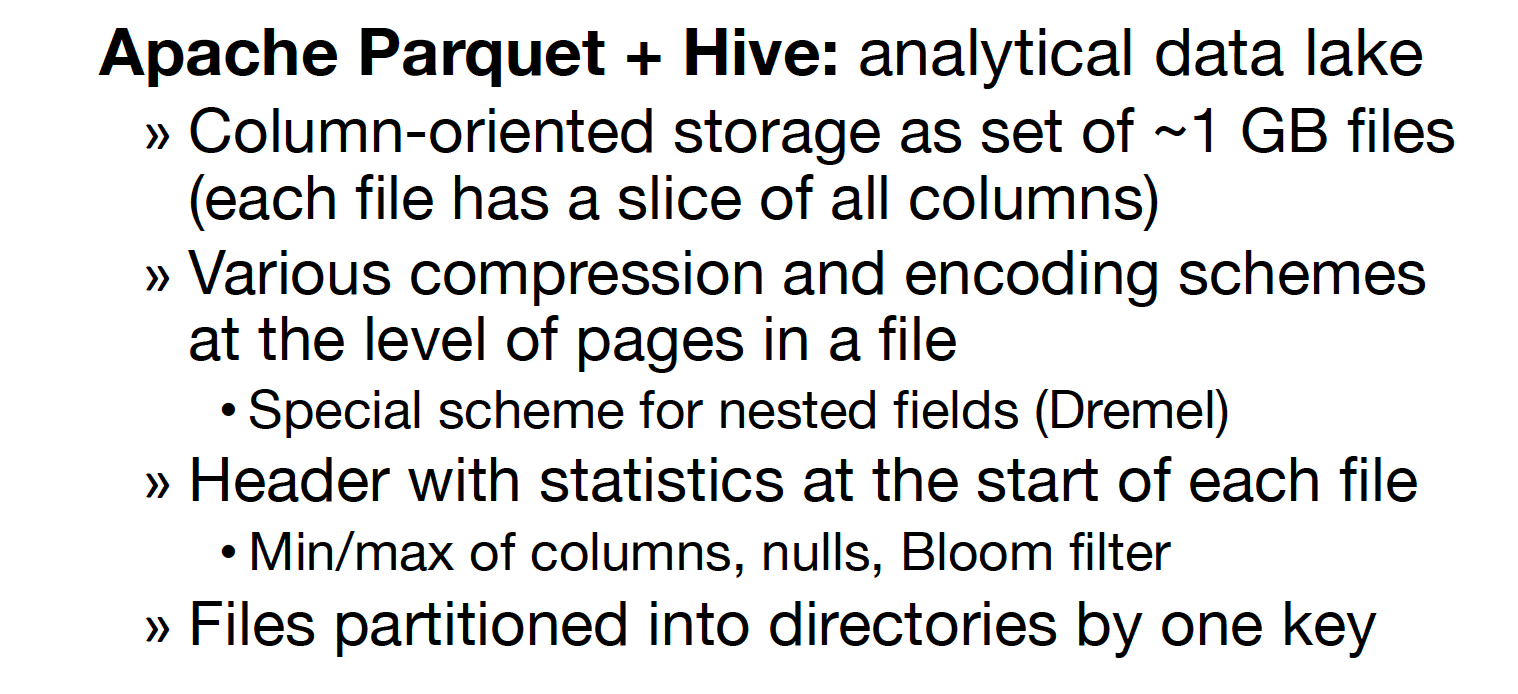 Apache Parquet + Hive: analytical data lake
» Column-oriented storage as set of ~1 GB files
(each file has a slice of all columns)
» Various compression and encoding schemes
at the level of pages in a file
• Special scheme for nested fields (Dremel)
» Header with statistics at the start of each file
• Min/max of columns, nulls, Bloom filter
» Files partitioned into directories by one key